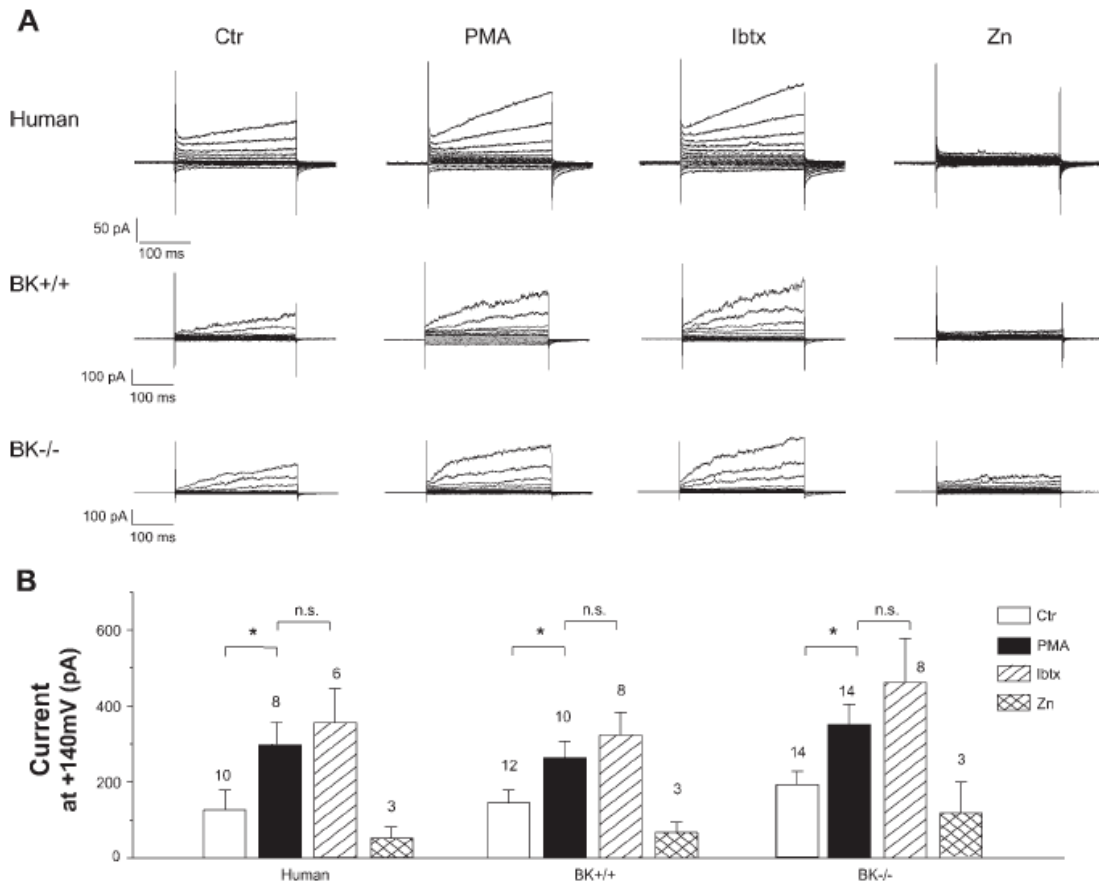 A
Ctr PMA Ibtx Zn
Human
50 pA
100 ms
BK+/+
100 pA
100 ms
BK-/-
100 pA
100 ms
B
Current
at +140mV (pA)
600
400
200
0
n.s.
*
10
8
6
3
Human
n.s.
*
12
10
8
3
BK+/+
n.s.
*
14
14
8
3
BK-/-
Ctr
PMA
Ibtx
Zn